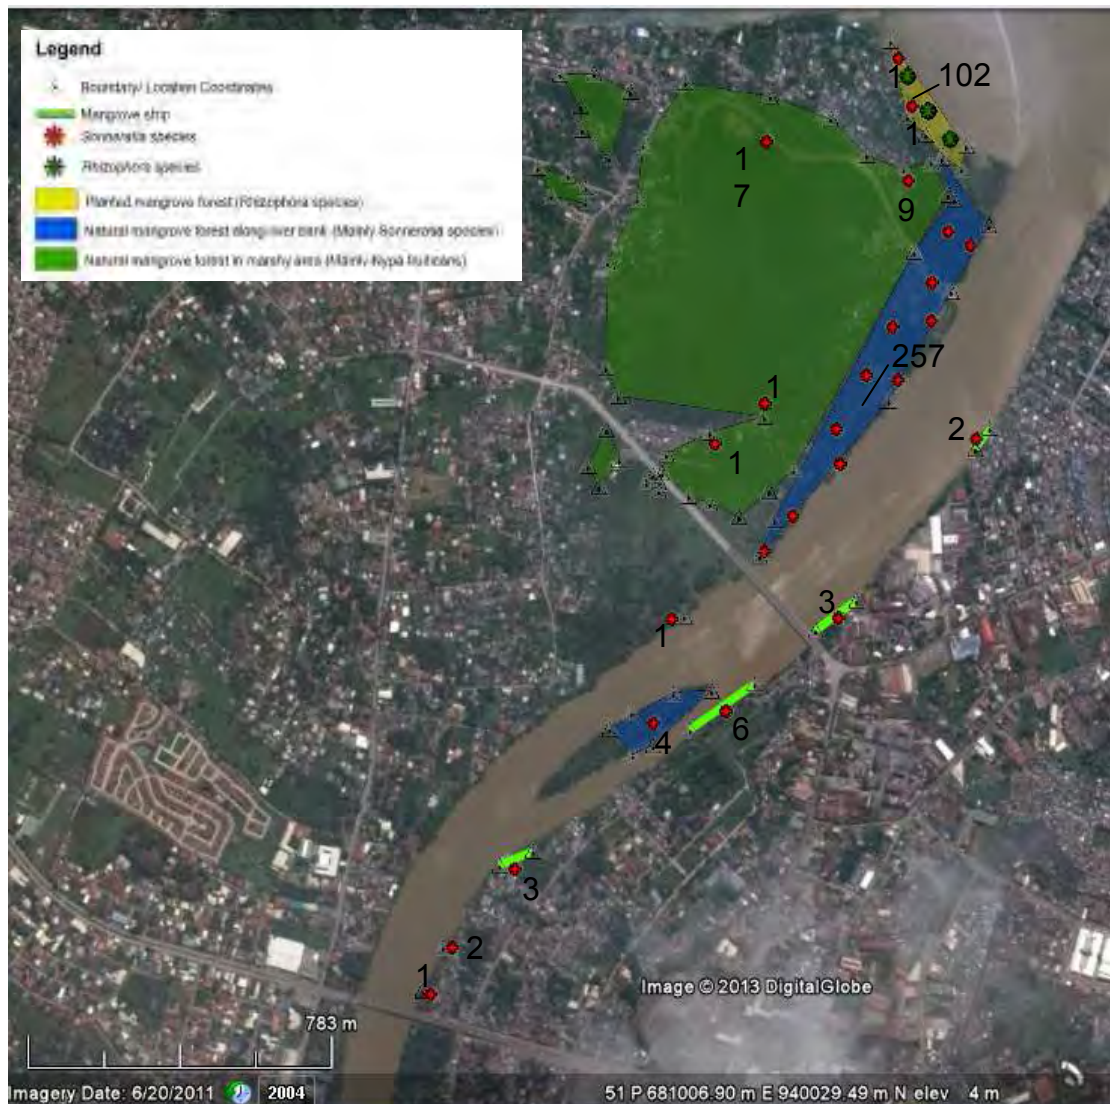 Legend
Boundary/ Location Coordinates
Mangrove strip
Sonneratia species
Rhizophora species
Planted mangrove forest (Rhizophora species)
Natural mangrove forest along river bank (Mainly Sonneratia species)
Natural mangrove forest in marshy area (Mainly Nypa fruticans)
1
102
1
1
7
9
257
1
2
1
3
1
4
6
3
2
1
Image © 2013 DigitalGlobe
783 m
Imagery Date: 6/20/2011
2004
51 P 681006.90 m E 940029.49 m N elev 4 m